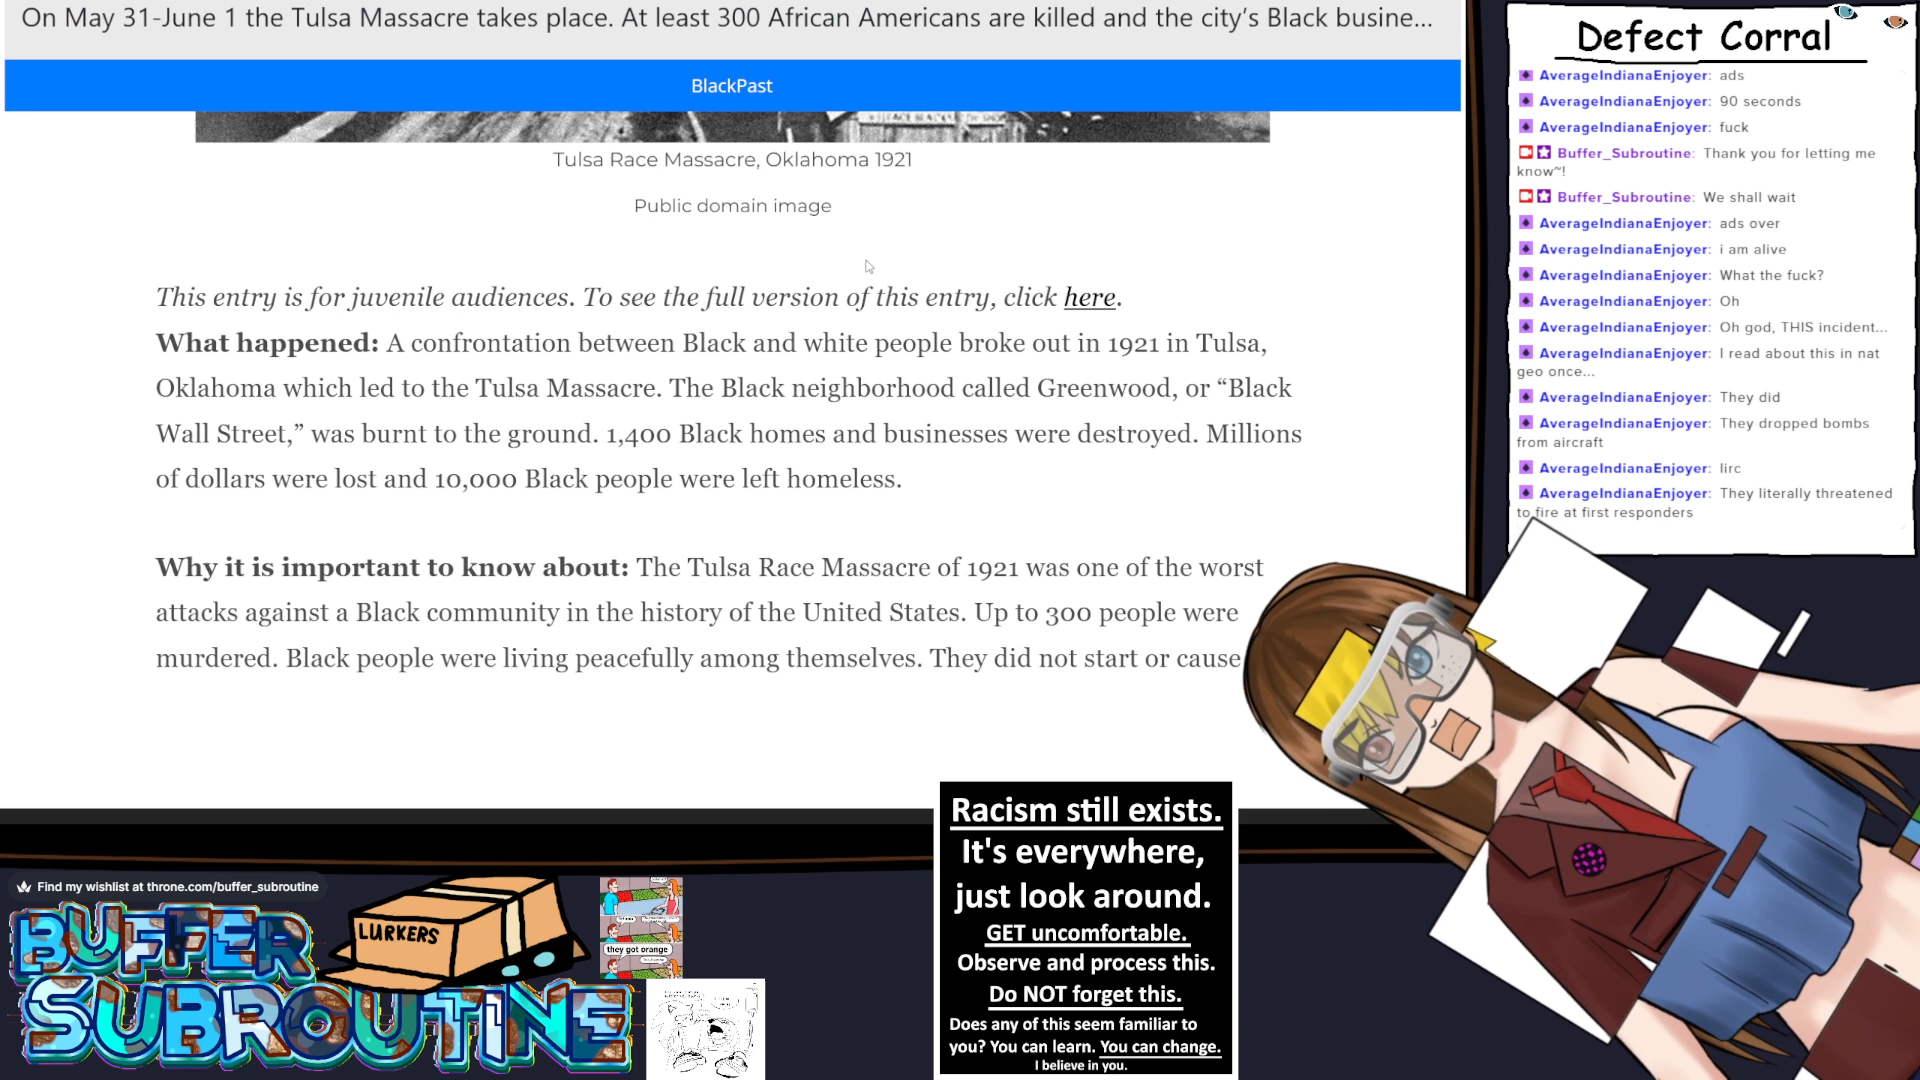 On May 31-June 1 the Tulsa Massacre takes place. At least 300 African Americans are killed and the city’s Black busine...
BlackPast
Tulsa Race Massacre, Oklahoma 1921
Public domain image
This entry is for juvenile audiences. To see the full version of this entry, click here.
What happened: A confrontation between Black and white people broke out in 1921 in Tulsa,
Oklahoma which led to the Tulsa Massacre. The Black neighborhood called Greenwood, or “Black
Wall Street,” was burnt to the ground. 1,400 Black homes and businesses were destroyed. Millions
of dollars were lost and 10,000 Black people were left homeless.
Why it is important to know about: The Tulsa Race Massacre of 1921 was one of the worst
attacks against a Black community in the history of the United States. Up to 300 people were
murdered. Black people were living peacefully among themselves. They did not start or cause
Defect Corral
AverageIndianaEnjoyer: ads
AverageIndianaEnjoyer: 90 seconds
AverageIndianaEnjoyer: fuck
Buffer_Subroutine: Thank you for letting me
know~!
Buffer_Subroutine: We shall wait
AverageIndianaEnjoyer: ads over
AverageIndianaEnjoyer: i am alive
AverageIndianaEnjoyer: What the fuck?
AverageIndianaEnjoyer: Oh
AverageIndianaEnjoyer: Oh god, THIS incident...
AverageIndianaEnjoyer: I read about this in nat
geo once...
AverageIndianaEnjoyer: They did
AverageIndianaEnjoyer: They dropped bombs
from aircraft
AverageIndianaEnjoyer: Iirc
AverageIndianaEnjoyer: They literally threatened
to fire at first responders
Find my wishlist at throne.com/buffer_subroutine
BUFFER
SUBROUTINE
LURKERS
they got orange
Racism still exists.
It's everywhere,
just look around.
GET uncomfortable.
Observe and process this.
Do NOT forget this.
Does any of this seem familiar to
you? You can learn. You can change.
I believe in you.